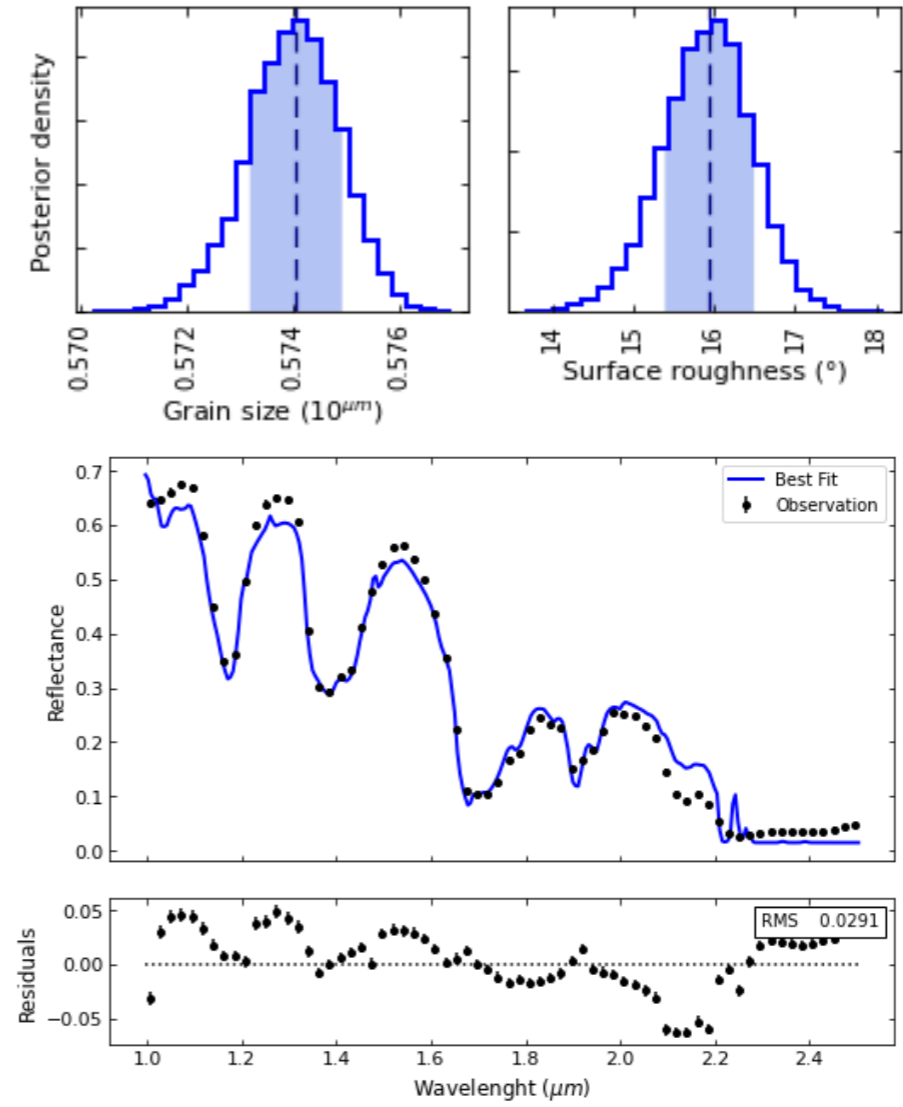 Posterior density
0.570 0.572 0.574 0.576
Grain size (10^μm)
14 15 16 17 18
Surface roughness (°)
0.7
0.6
0.5
0.4
0.3
0.2
0.1
0.0
Reflectance
Best Fit
Observation
0.05
0.00
−0.05
Residuals
RMS 0.0291
1.0 1.2 1.4 1.6 1.8 2.0 2.2 2.4
Wavelenght (μm)